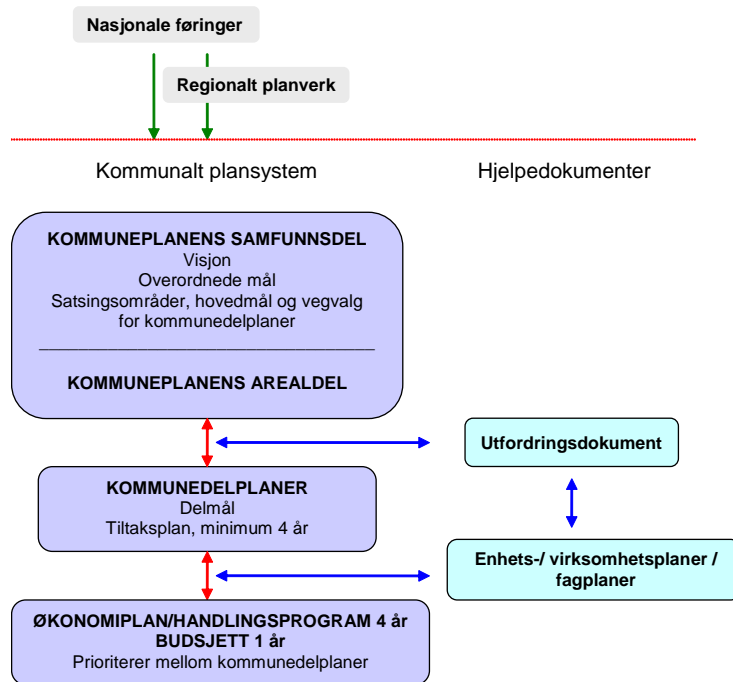 Nasjonale føringer
Regionalt planverk
Kommunalt plansystem
Hjelpedokumenter
KOMMUNEPLANENS SAMFUNNSDEL
Visjon
Overordnede mål
Satsingsområder, hovedmål og vegvalg
for kommunedelplaner
KOMMUNEPLANENS AREALDEL
Utfordringsdokument
KOMMUNEDELPLANER
Delmål
Tiltaksplan, minimum 4 år
Enhets-/ virksomhetsplaner /
fagplaner
ØKONOMIPLAN/HANDLINGSPROGRAM 4 år
BUDSJETT 1 år
Prioriterer mellom kommunedelplaner